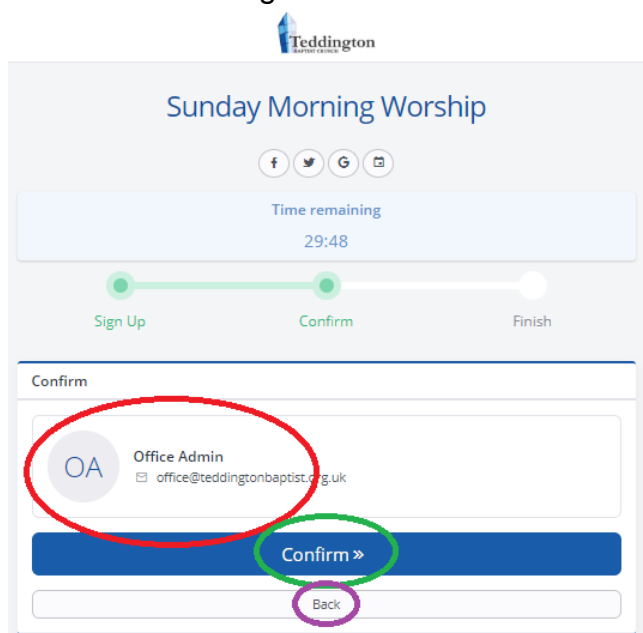 Teddington
BAPTIST CHURCH
Sunday Morning Worship
f
G
Time remaining
29:48
Sign Up
Confirm
Finish
Confirm
OA
Office Admin
office@teddingtonbaptist.org.uk
Confirm »
Back